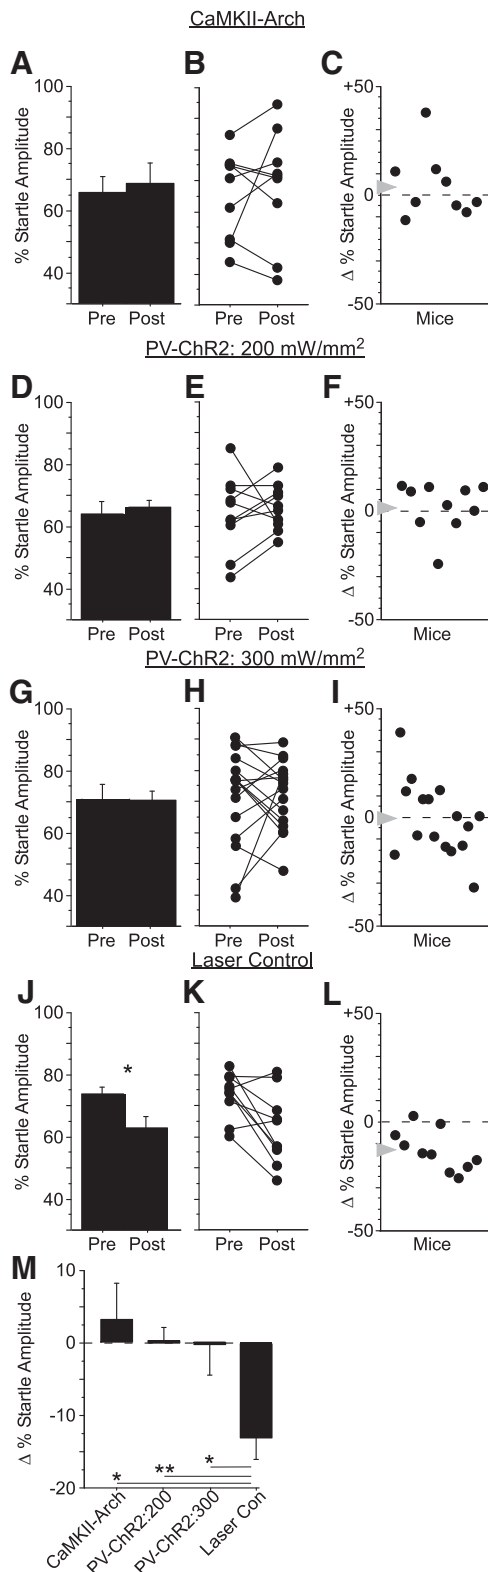 CaMKII-Arch
A B C
% Startle Amplitude
100
80
60
40
Pre Post
Pre Post
Δ % Startle Amplitude
+50
0
-50
Mice
PV-ChR2: 200 mW/mm²
D E F
% Startle Amplitude
100
80
60
40
Pre Post
Pre Post
Δ % Startle Amplitude
+50
0
-50
Mice
PV-ChR2: 300 mW/mm²
G H I
% Startle Amplitude
100
80
60
40
Pre Post
Pre Post
Δ % Startle Amplitude
+50
0
-50
Mice
Laser Control
J K L
% Startle Amplitude
100
80
60
40
*
Pre Post
Pre Post
Δ % Startle Amplitude
+50
0
-50
Mice
M
Δ % Startle Amplitude
10
0
-10
-20
* ** *
CaMKII-Arch
PV-ChR2:200
PV-ChR2:300
Laser Con